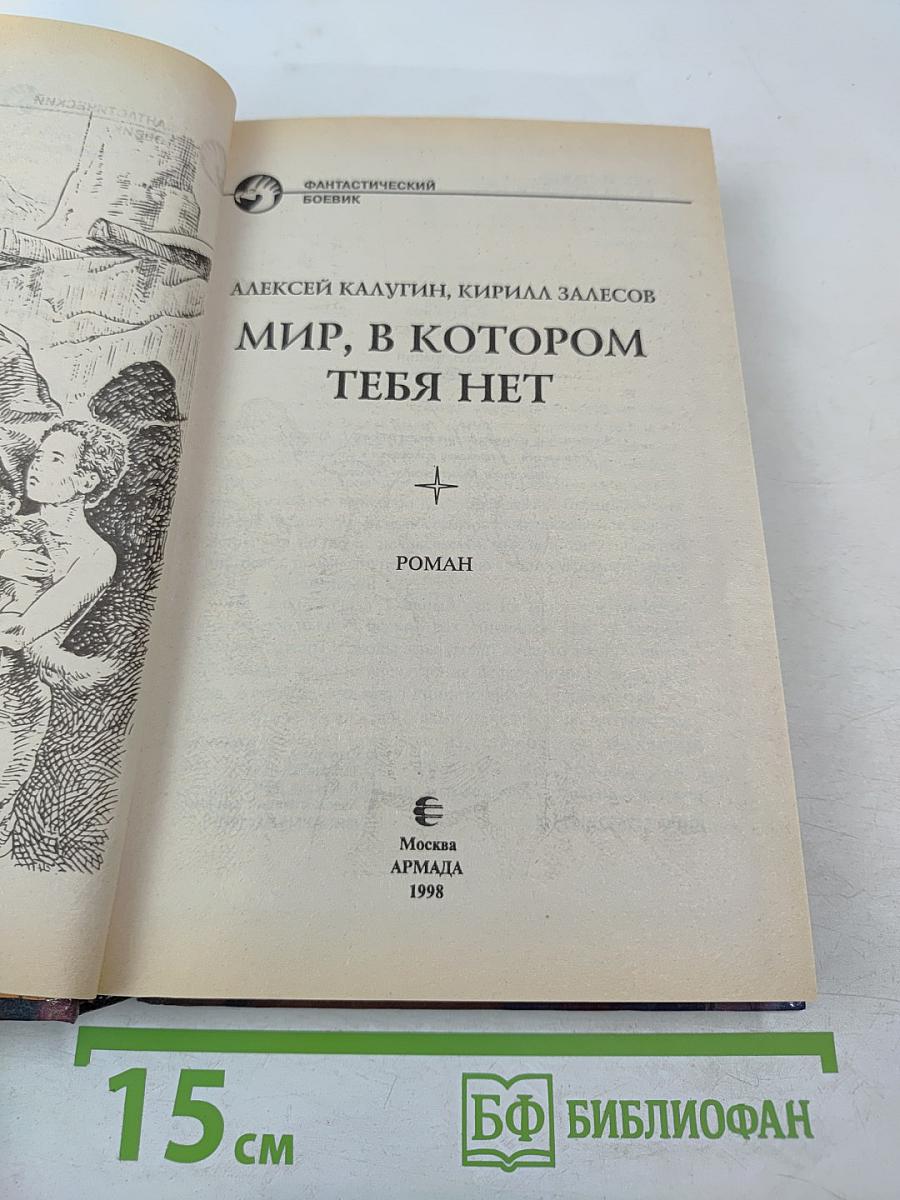 ФАНТАСТИЧЕСКИЙ
БОЕВИК
АЛЕКСЕЙ КАЛУГИН, КИРИЛЛ ЗАЛЕСОВ
МИР, В КОТОРОМ
ТЕБЯ НЕТ
РОМАН
Москва
АРМАДА
1998
15 см
БФ БИБЛИОФАН